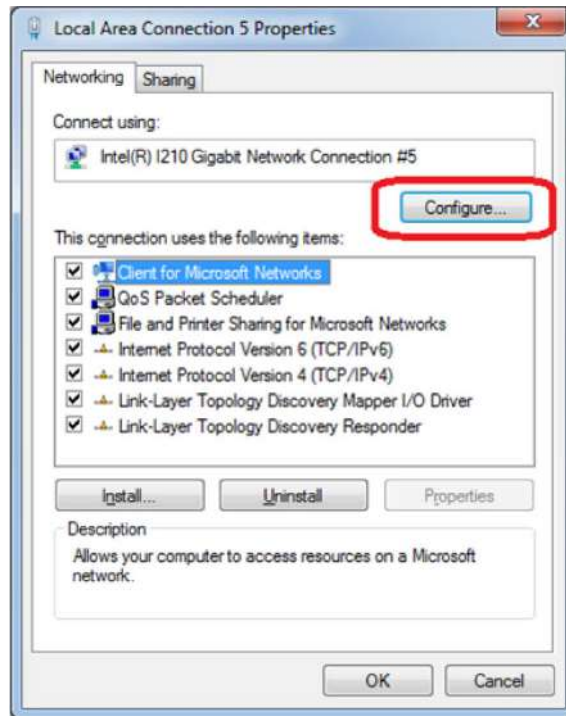 Local Area Connection 5 Properties
Networking
Sharing
Connect using:
Intel(R) I210 Gigabit Network Connection #5
Configure...
This connection uses the following items:
Client for Microsoft Networks
QoS Packet Scheduler
File and Printer Sharing for Microsoft Networks
Internet Protocol Version 6 (TCP/IPv6)
Internet Protocol Version 4 (TCP/IPv4)
Link-Layer Topology Discovery Mapper I/O Driver
Link-Layer Topology Discovery Responder
Install...
Uninstall
Properties
Description
Allows your computer to access resources on a Microsoft
network.
OK
Cancel